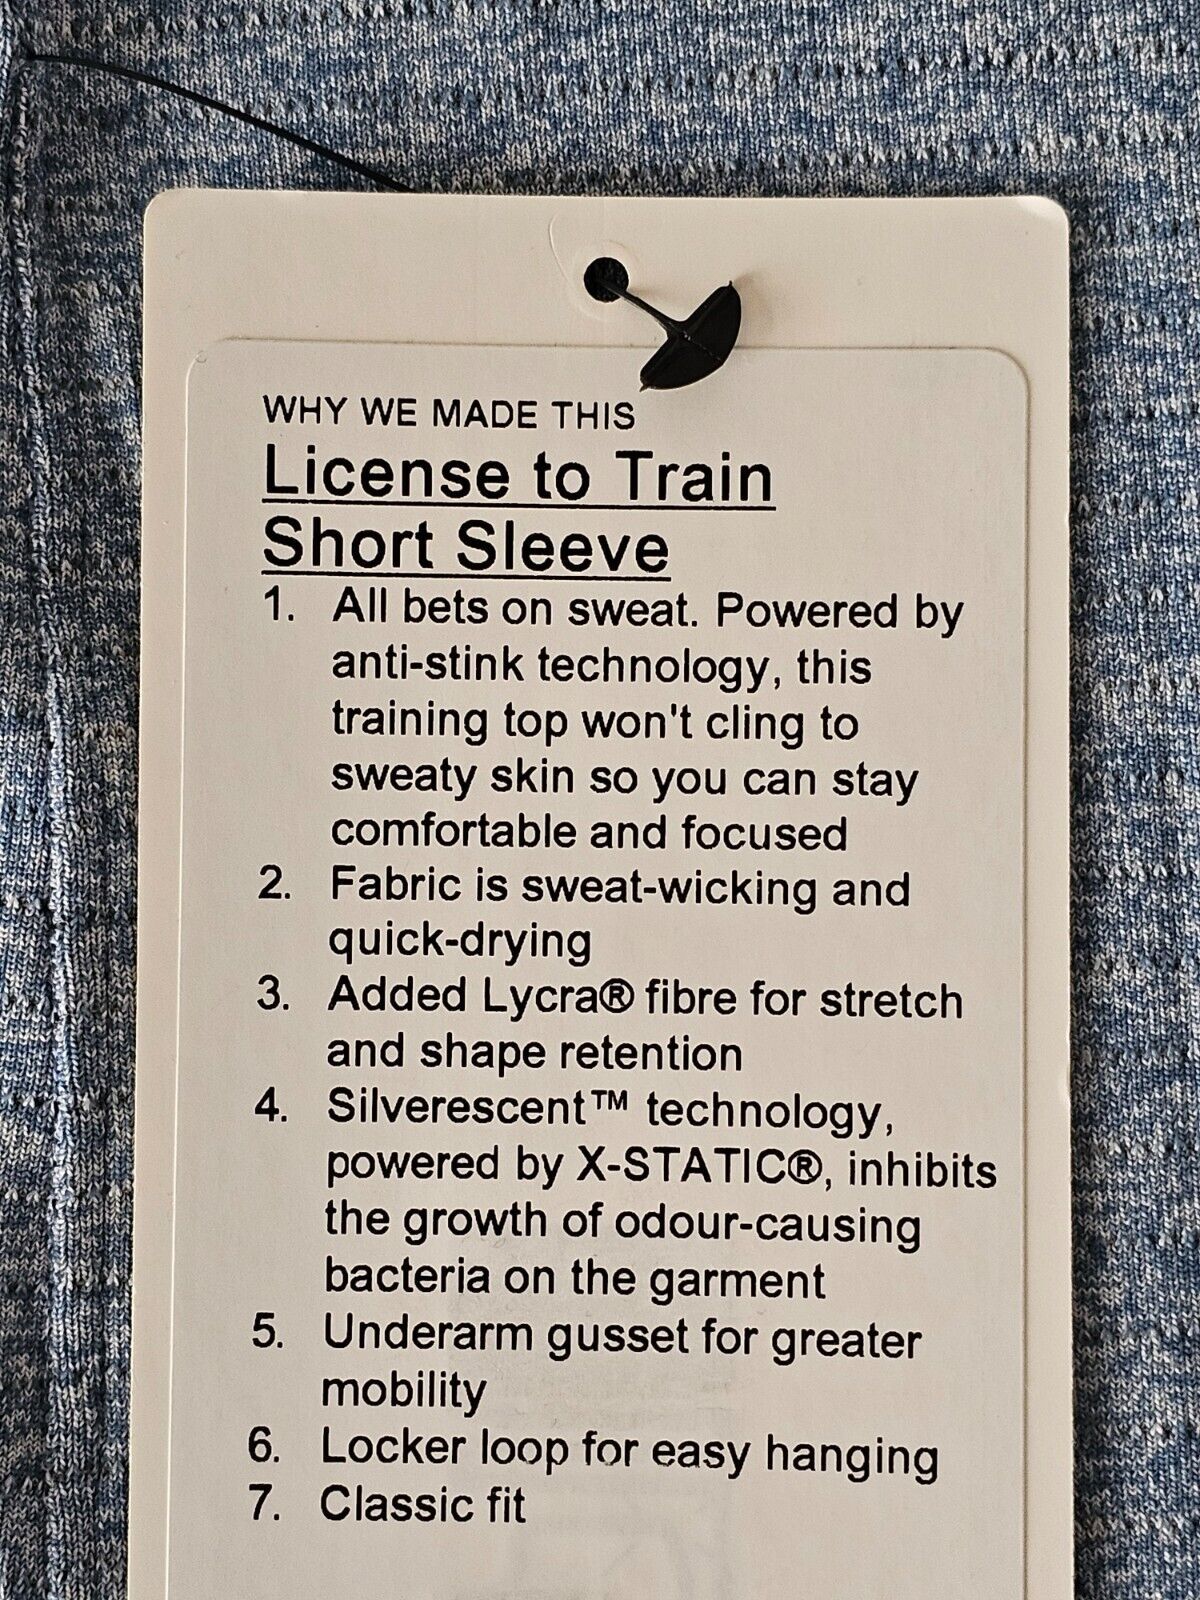 WHY WE MADE THIS
License to Train
Short Sleeve
1. All bets on sweat. Powered by
anti-stink technology, this
training top won't cling to
sweaty skin so you can stay
comfortable and focused
2. Fabric is sweat-wicking and
quick-drying
3. Added Lycra® fibre for stretch
and shape retention
4. Silverescent™ technology,
powered by X-STATIC®, inhibits
the growth of odour-causing
bacteria on the garment
5. Underarm gusset for greater
mobility
6. Locker loop for easy hanging
7. Classic fit